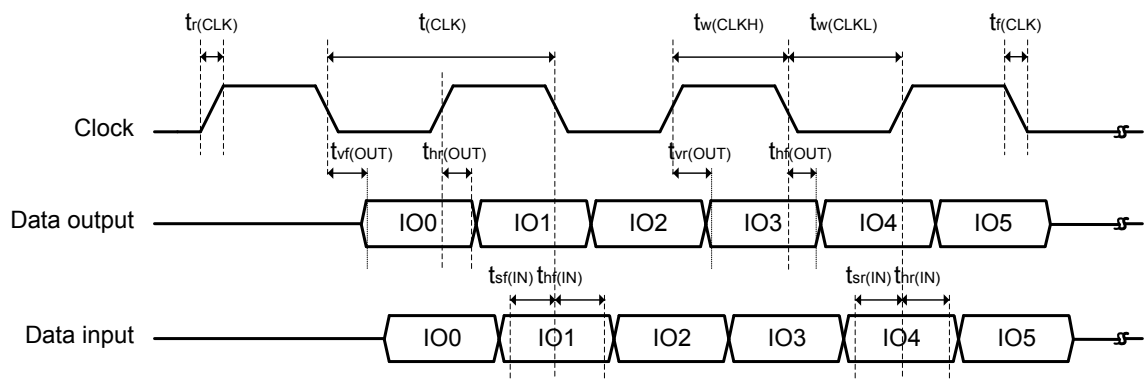 tr(CLK) t(CLK) tw(CLKH) tw(CLKL) tf(CLK)
Clock
tvf(OUT) thr(OUT) tvr(OUT) thf(OUT)
Data output IO0 IO1 IO2 IO3 IO4 IO5
tsf(IN) thf(IN) tsr(IN) thr(IN)
Data input IO0 IO1 IO2 IO3 IO4 IO5